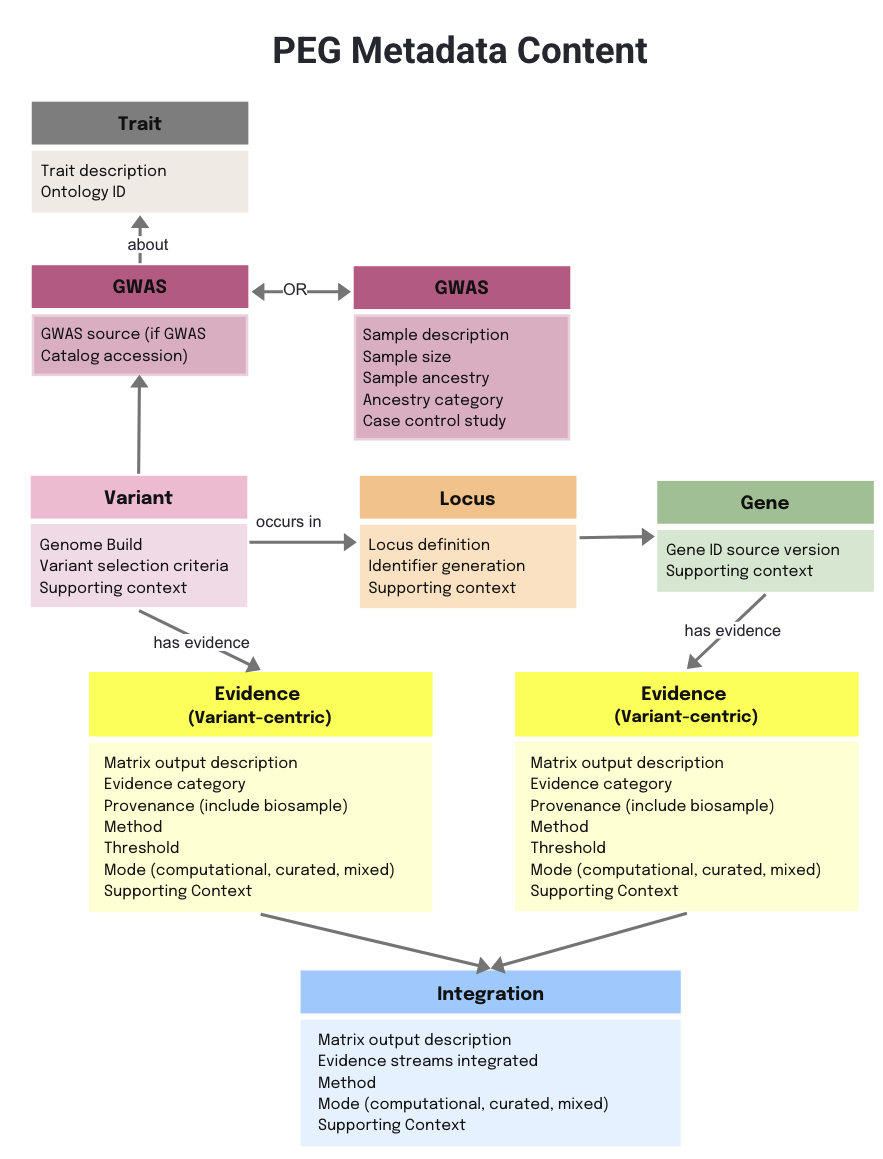 PEG Metadata Content
Trait
Trait description
Ontology ID
about
GWAS
GWAS source (if GWAS
Catalog accession)
OR
GWAS
Sample description
Sample size
Sample ancestry
Ancestry category
Case control study
Variant
Genome Build
Variant selection criteria
Supporting context
occurs in
Locus
Locus definition
Identifier generation
Supporting context
Gene
Gene ID source version
Supporting context
has evidence
has evidence
Evidence
(Variant-centric)
Matrix output description
Evidence category
Provenance (include biosample)
Method
Threshold
Mode (computational, curated, mixed)
Supporting Context
Evidence
(Variant-centric)
Matrix output description
Evidence category
Provenance (include biosample)
Method
Threshold
Mode (computational, curated, mixed)
Supporting Context
Integration
Matrix output description
Evidence streams integrated
Method
Mode (computational, curated, mixed)
Supporting Context